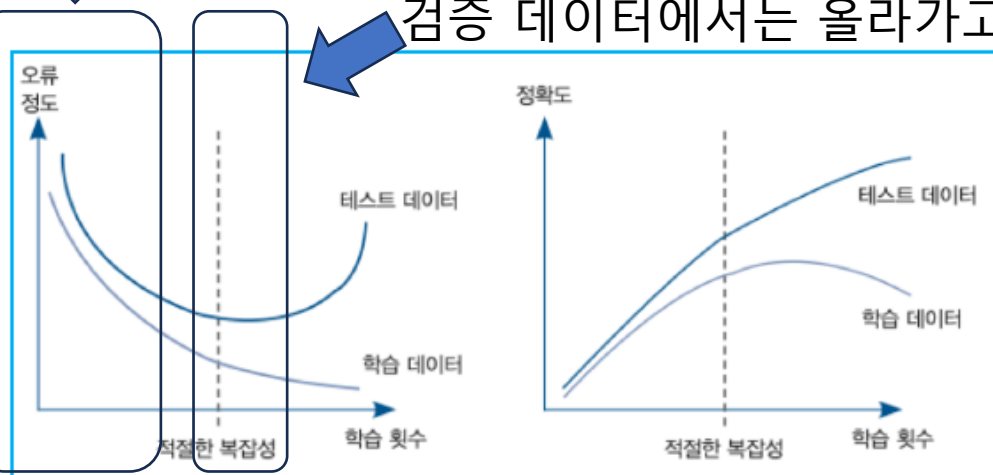 검증 데이터에서는 올라가고
오류
정도
테스트 데이터
학습 데이터
적절한 복잡성
학습 횟수
정확도
테스트 데이터
학습 데이터
적절한 복잡성
학습 횟수